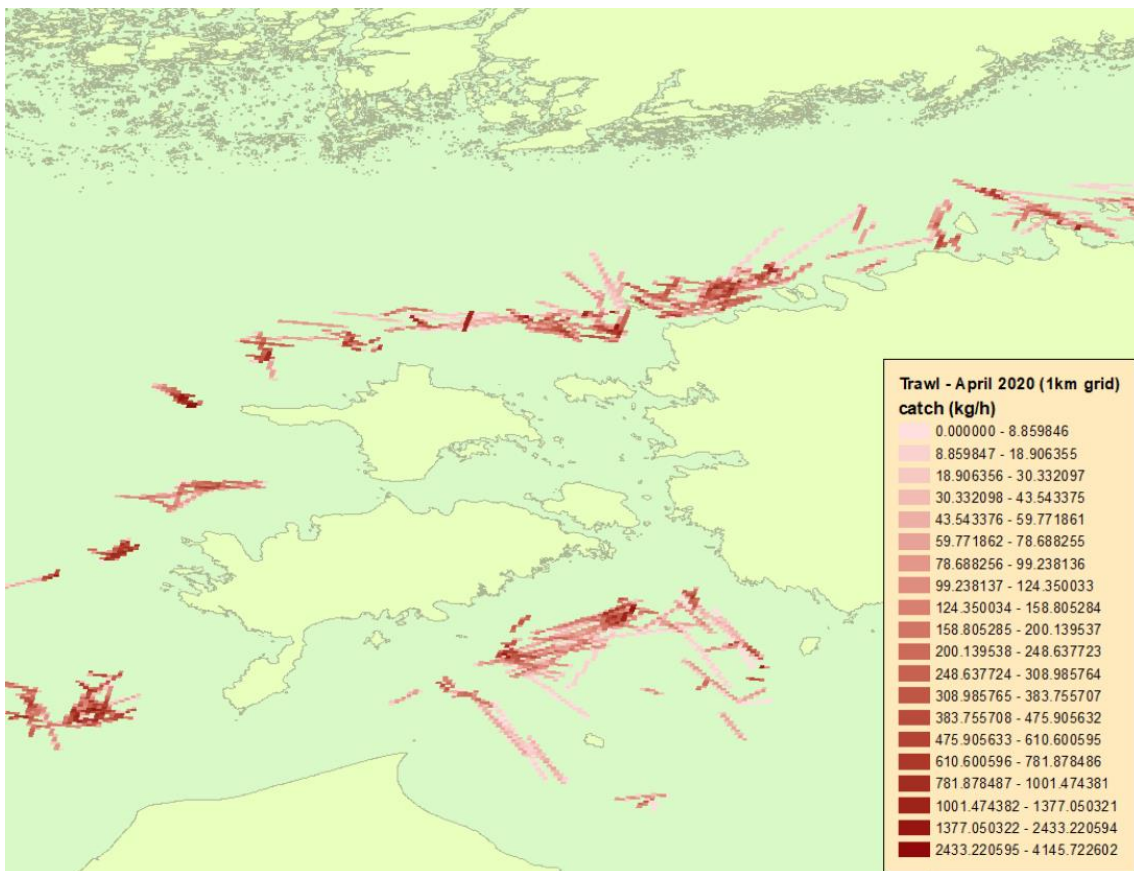 Trawl - April 2020 (1km grid)
catch (kg/h)
0.000000 - 8.859846
8.859847 - 18.906355
18.906356 - 30.332097
30.332098 - 43.543375
43.543376 - 59.771861
59.771862 - 78.688255
78.688256 - 99.238136
99.238137 - 124.350033
124.350034 - 158.805284
158.805285 - 200.139537
200.139538 - 248.637723
248.637724 - 308.985764
308.985765 - 383.755707
383.755708 - 475.905632
475.905633 - 610.600595
610.600596 - 781.878486
781.878487 - 1001.474381
1001.474382 - 1377.050321
1377.050322 - 2433.220594
2433.220595 - 4145.722602